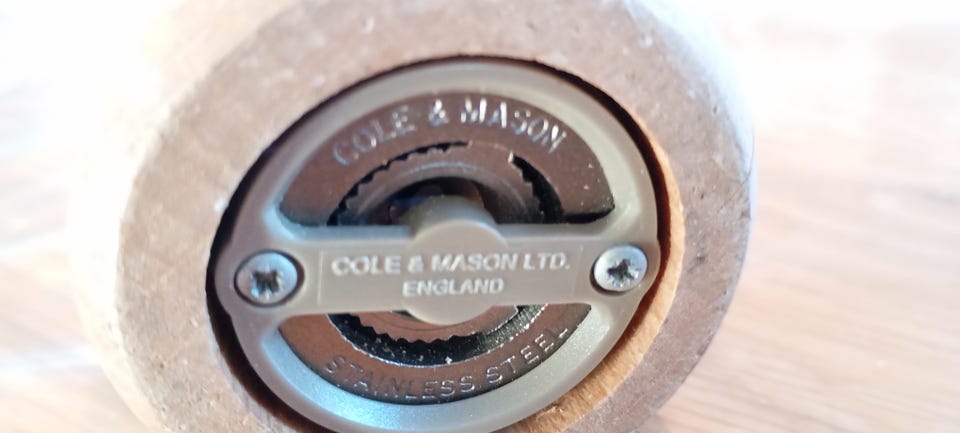 COLE & MASON
COLE & MASON LTD.
ENGLAND
STAINLESS STEEL